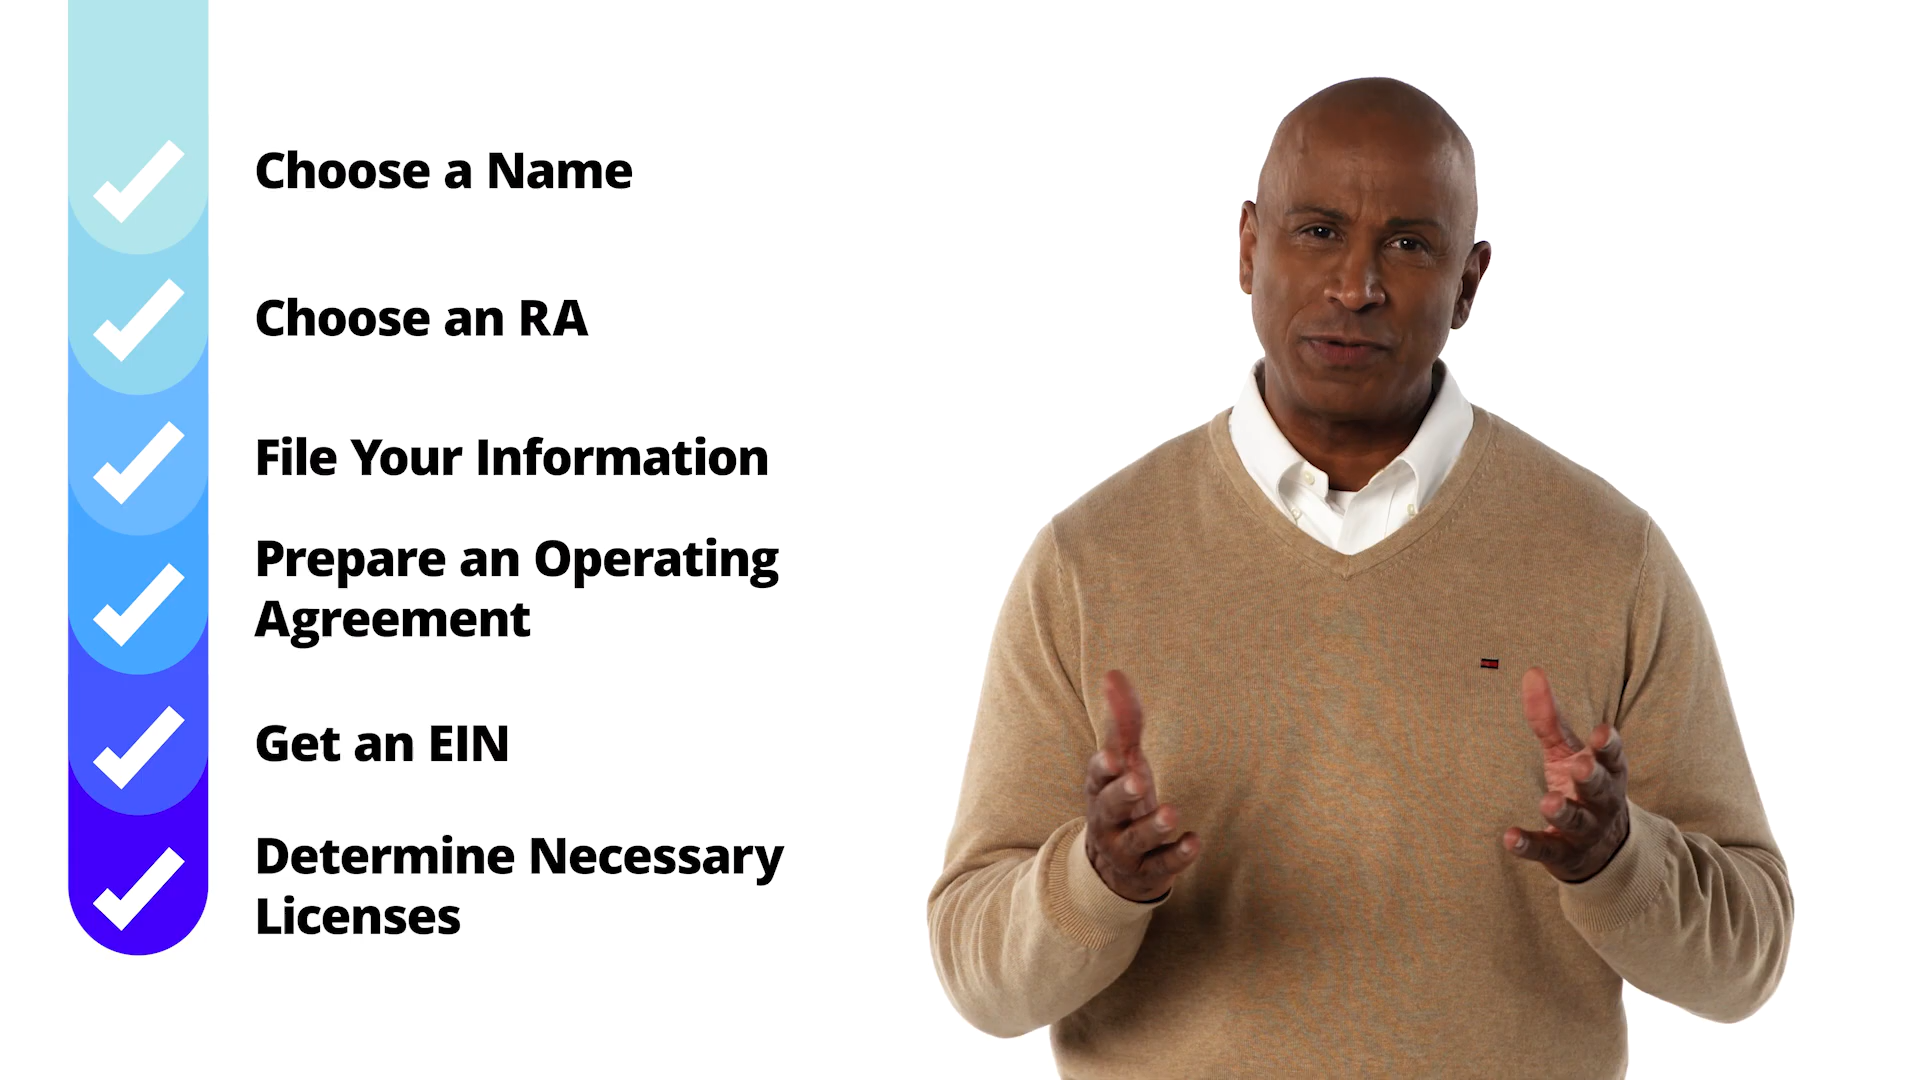 Choose a Name
Choose an RA
File Your Information
Prepare an Operating
Agreement
Get an EIN
Determine Necessary
Licenses